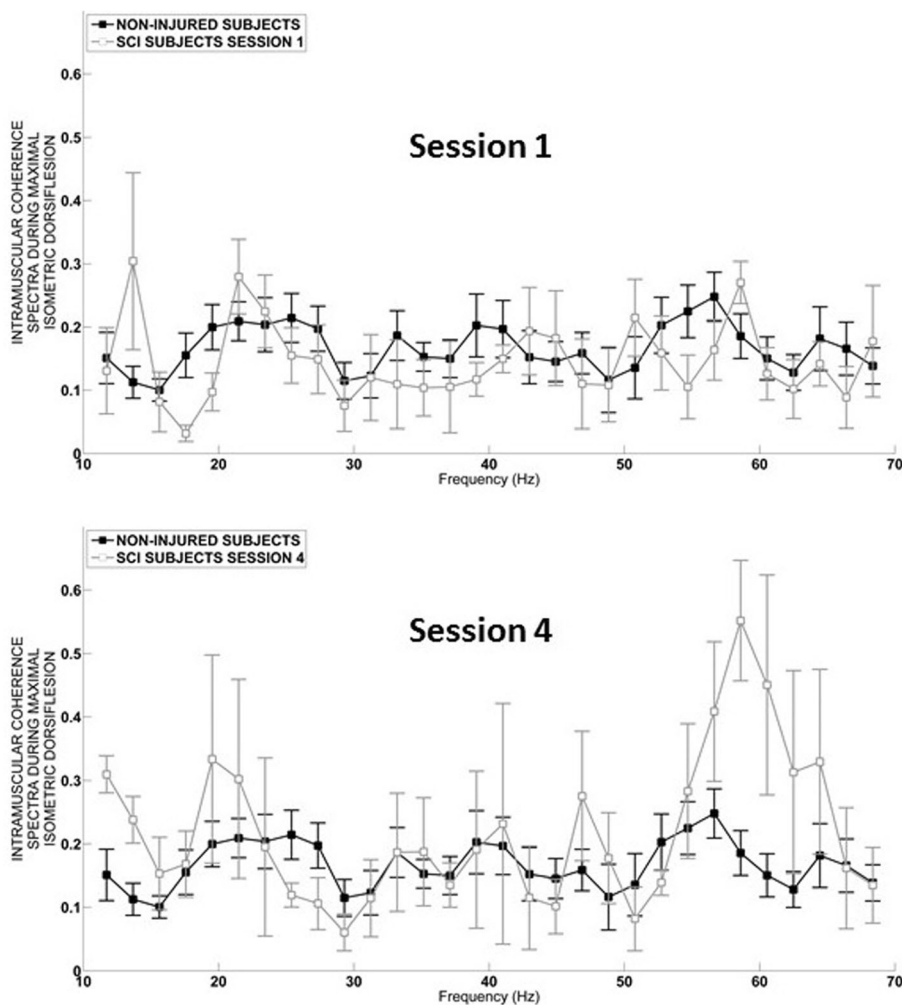 NON-INJURED SUBJECTS
SCI SUBJECTS SESSION 1
INTRAMUSCULAR COHERENCE
SPECTRA DURING MAXIMAL
ISOMETRIC DORSIFLESION
Session 1
0.6
0.5
0.4
0.3
0.2
0.1
0
10 20 30 40 50 60 70
Frequency (Hz)
NON-INJURED SUBJECTS
SCI SUBJECTS SESSION 4
INTRAMUSCULAR COHERENCE
SPECTRA DURING MAXIMAL
ISOMETRIC DORSIFLESION
Session 4
0.6
0.5
0.4
0.3
0.2
0.1
0
10 20 30 40 50 60 70
Frequency (Hz)